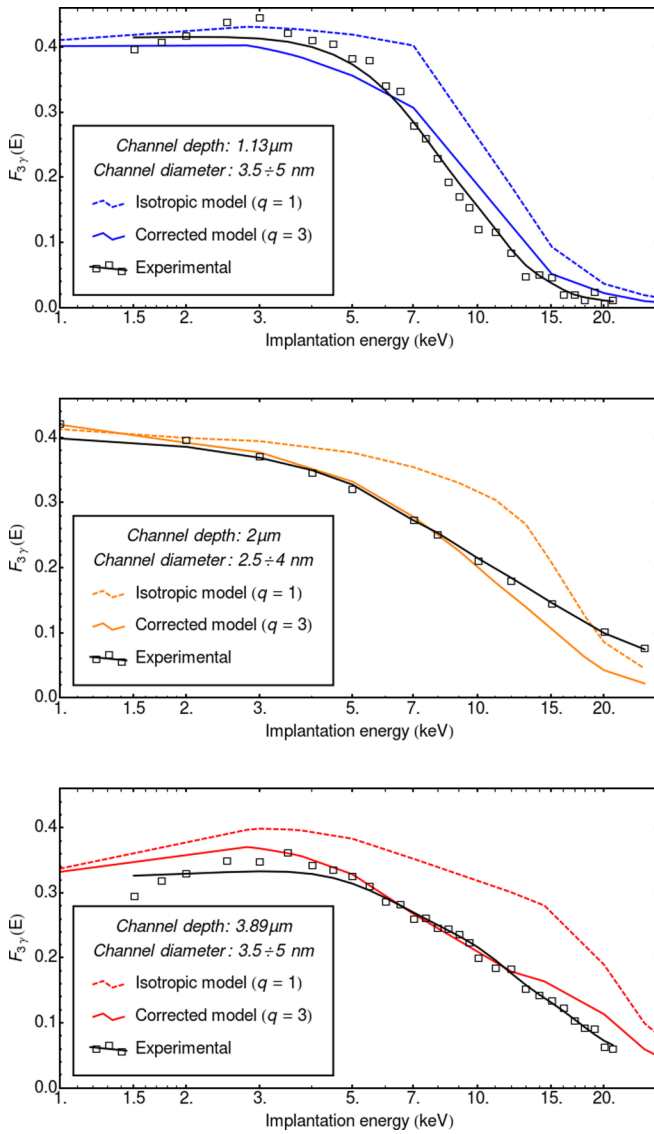 0.4
0.3
0.2
0.1
0.0
F3γ(E)
Channel depth: 1.13μm
Channel diameter: 3.5÷5 nm
Isotropic model (q = 1)
Corrected model (q = 3)
Experimental
1. 2. 3. 5. 7. 10. 15. 20.
Implantation energy (keV)
0.4
0.3
0.2
0.1
0.0
F3γ(E)
Channel depth: 2μm
Channel diameter: 2.5÷4 nm
Isotropic model (q = 1)
Corrected model (q = 3)
Experimental
1. 2. 3. 5. 7. 10. 15. 20.
Implantation energy (keV)
0.4
0.3
0.2
0.1
0.0
F3γ(E)
Channel depth: 3.89μm
Channel diameter: 3.5÷5 nm
Isotropic model (q = 1)
Corrected model (q = 3)
Experimental
1. 2. 3. 5. 7. 10. 15. 20.
Implantation energy (keV)